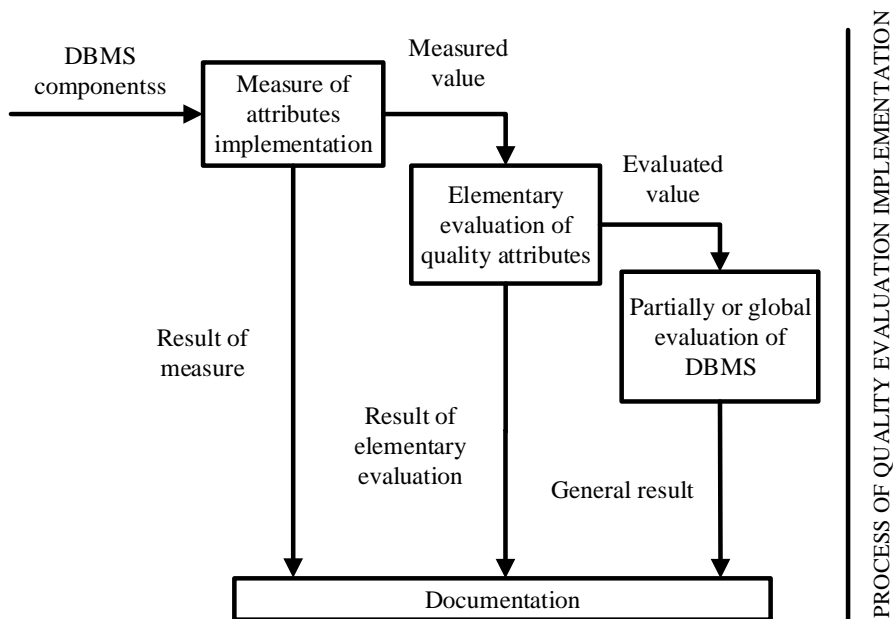 DBMS
componentss
Measure of
attributes
implementation
Measured
value
Elementary
evaluation of
quality attributes
Evaluated
value
Partially or global
evaluation of
DBMS
Result of
measure
Result of
elementary
evaluation
General result
Documentation
PROCESS OF QUALITY EVALUATION IMPLEMENTATION